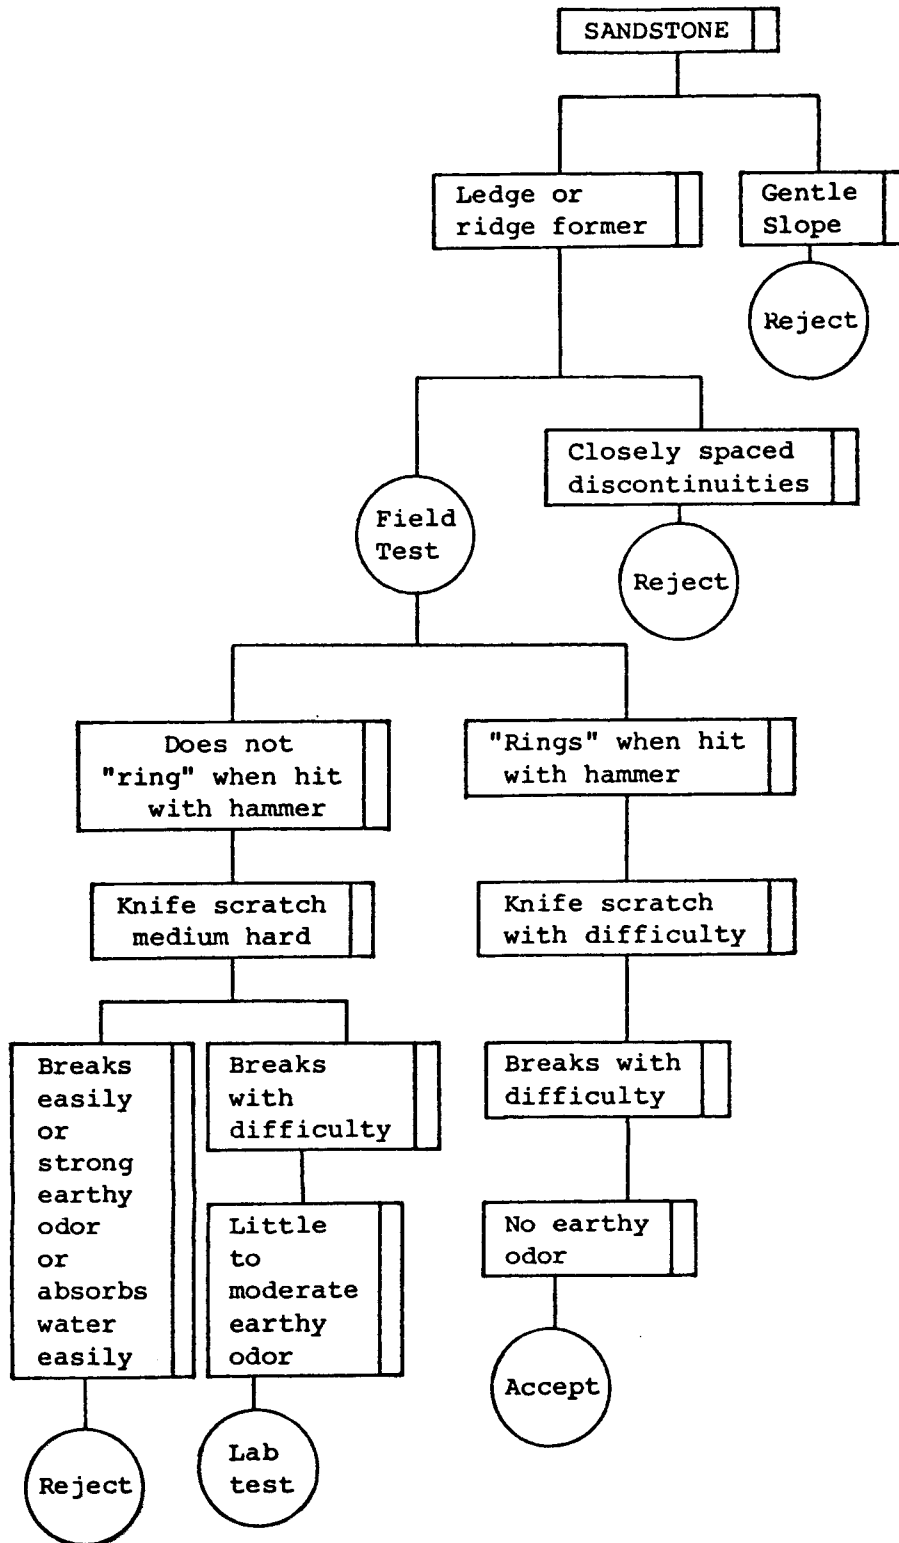 SANDSTONE
Ledge or
ridge former
Gentle
Slope
Reject
Closely spaced
discontinuities
Reject
Field
Test
Does not
"ring" when hit
with hammer
"Rings" when hit
with hammer
Knife scratch
medium hard
Knife scratch
with difficulty
Breaks
easily
or
strong
earthy
odor
or
absorbs
water
easily
Breaks
with
difficulty
Breaks with
difficulty
Little
to
moderate
earthy
odor
No earthy
odor
Reject
Lab
test
Accept